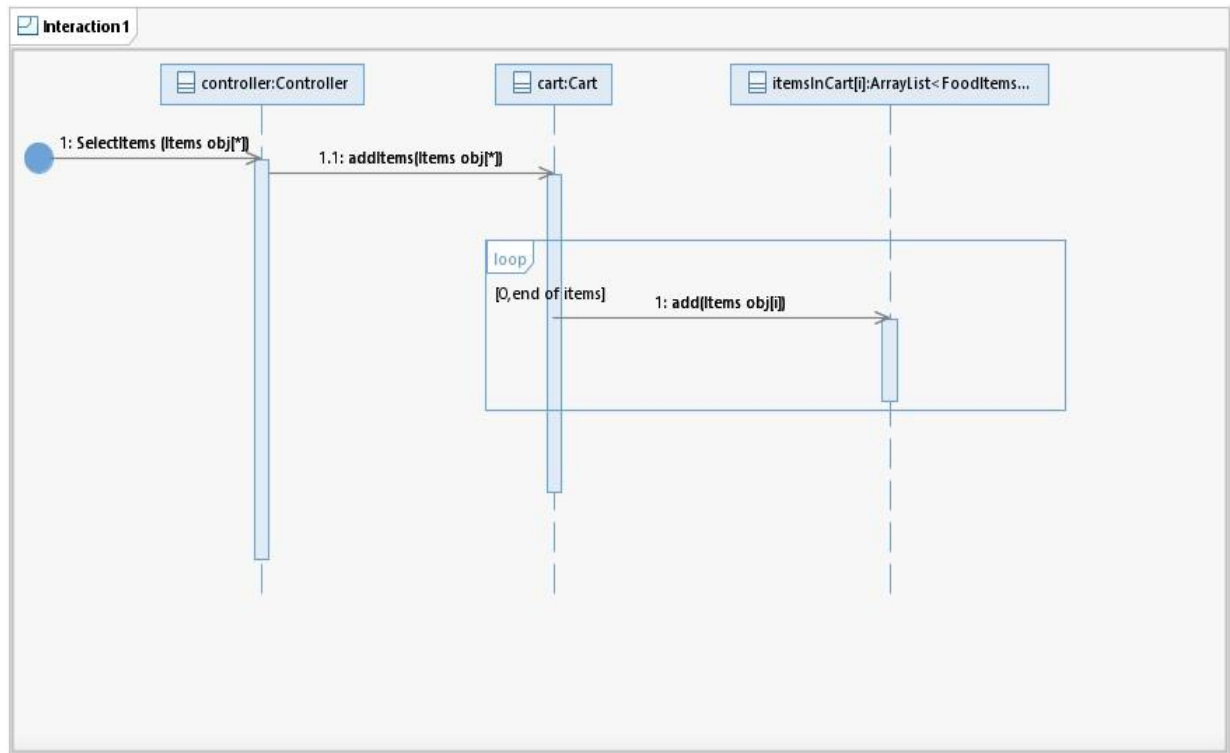 Interaction1
controller:Controller
cart:Cart
itemsInCart[i]:ArrayList<FoodItems...
1: SelectItems (Items obj[*])
1.1: addItems(Items obj[*])
loop
[0,end of items]
1: add(Items obj[i])